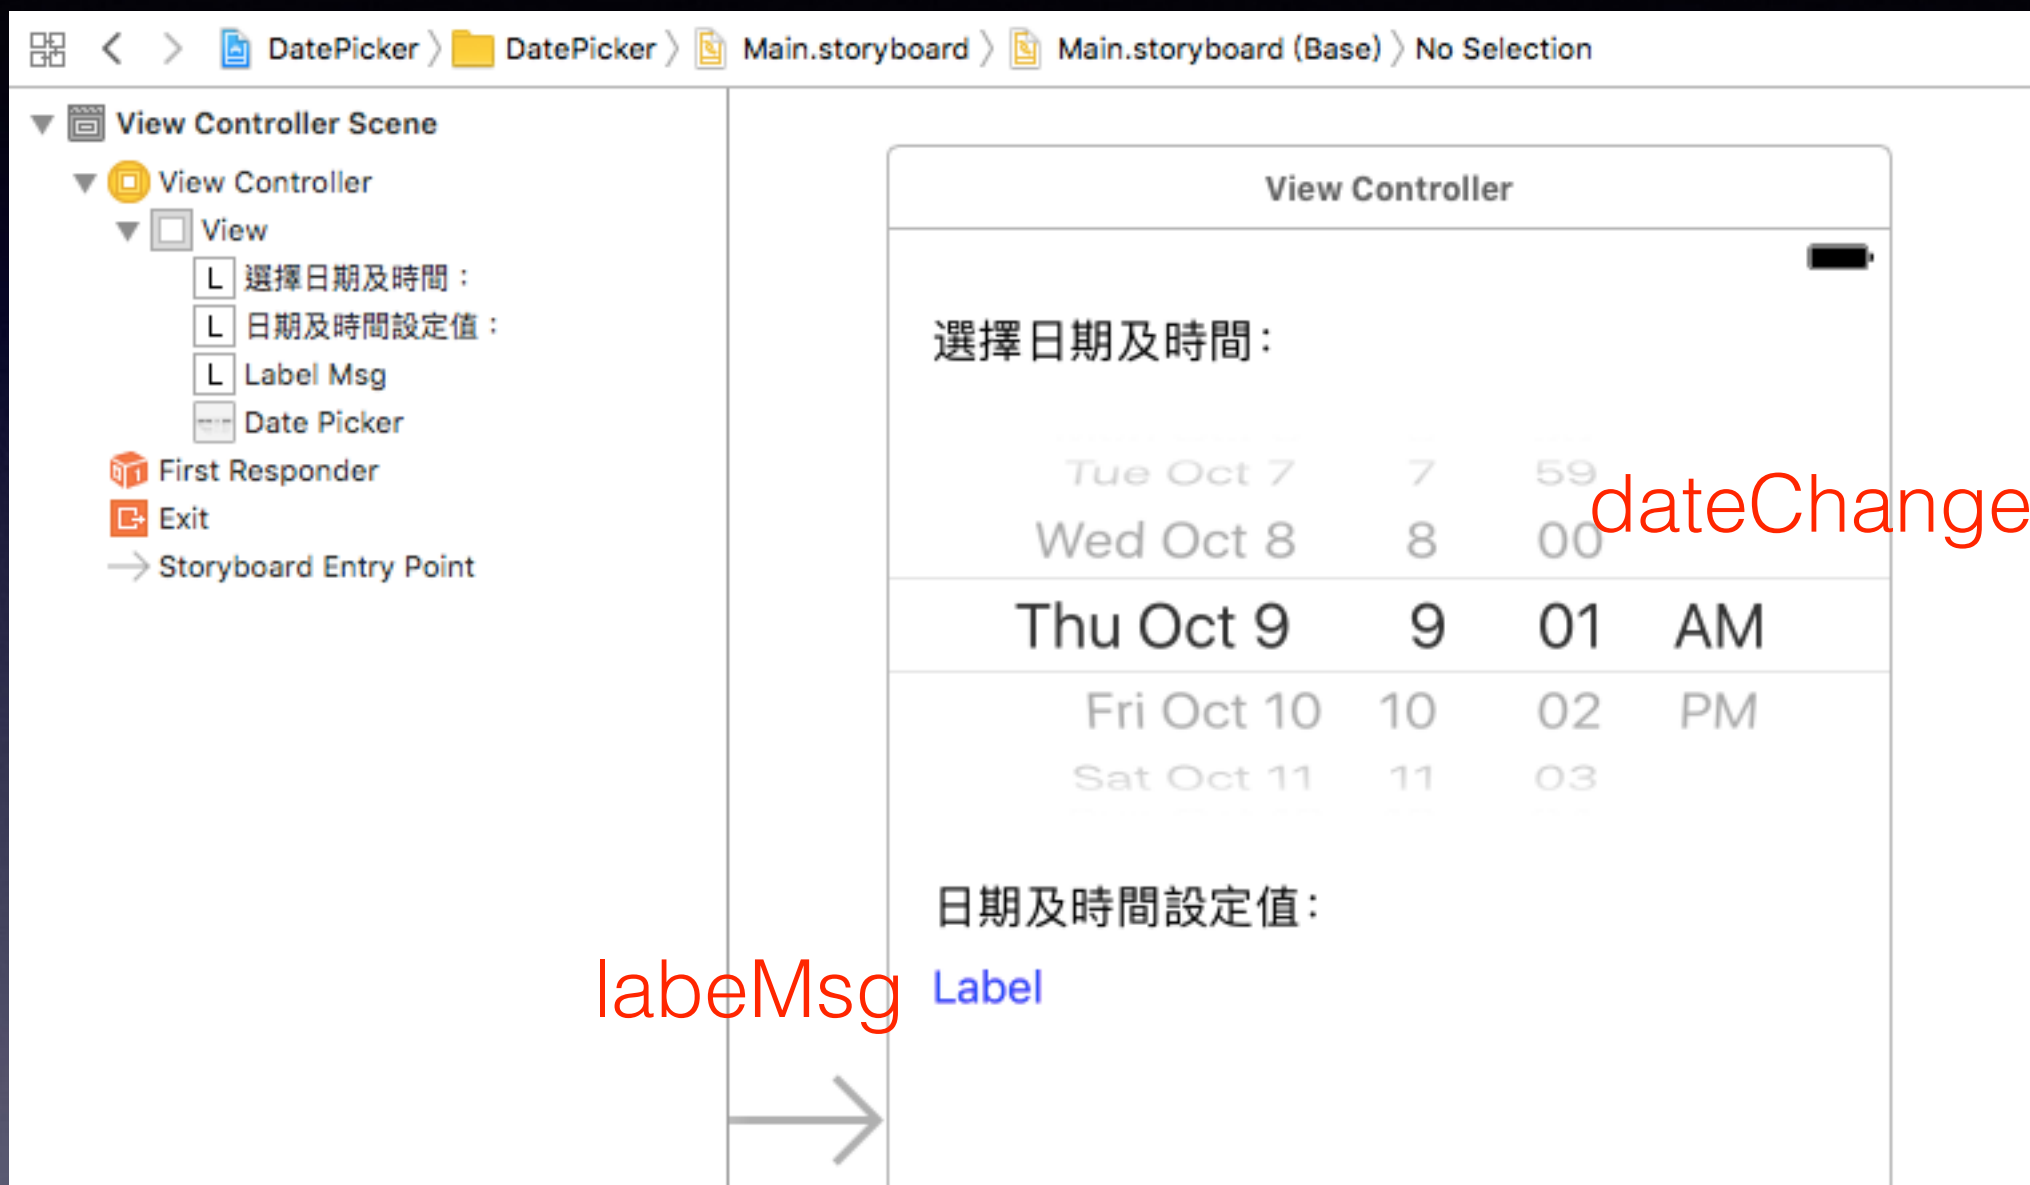 DatePicker 〉 DatePicker 〉 Main.storyboard 〉 Main.storyboard (Base) 〉 No Selection
View Controller Scene
View Controller
View
L 選擇日期及時間：
L 日期及時間設定值：
L Label Msg
Date Picker
First Responder
Exit
Storyboard Entry Point
View Controller
選擇日期及時間：
Tue Oct 7 7 59
dateChange
Wed Oct 8 8 00
Thu Oct 9 9 01 AM
Fri Oct 10 10 02 PM
Sat Oct 11 11 03
日期及時間設定值：
labeMsg
Label